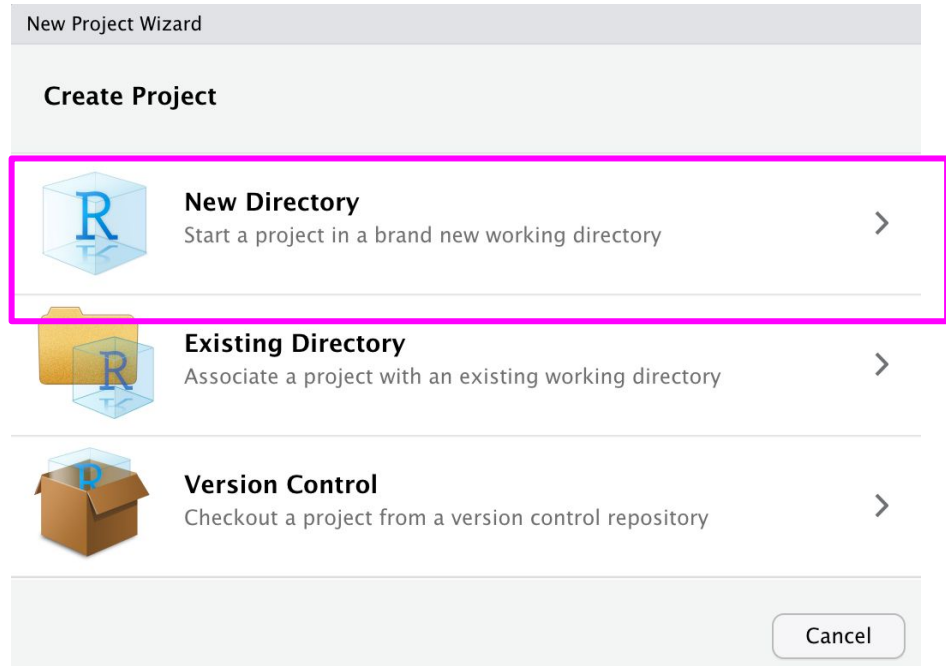 New Project Wizard
Create Project
R
New Directory
Start a project in a brand new working directory
R
Existing Directory
Associate a project with an existing working directory
R
Version Control
Checkout a project from a version control repository
Cancel